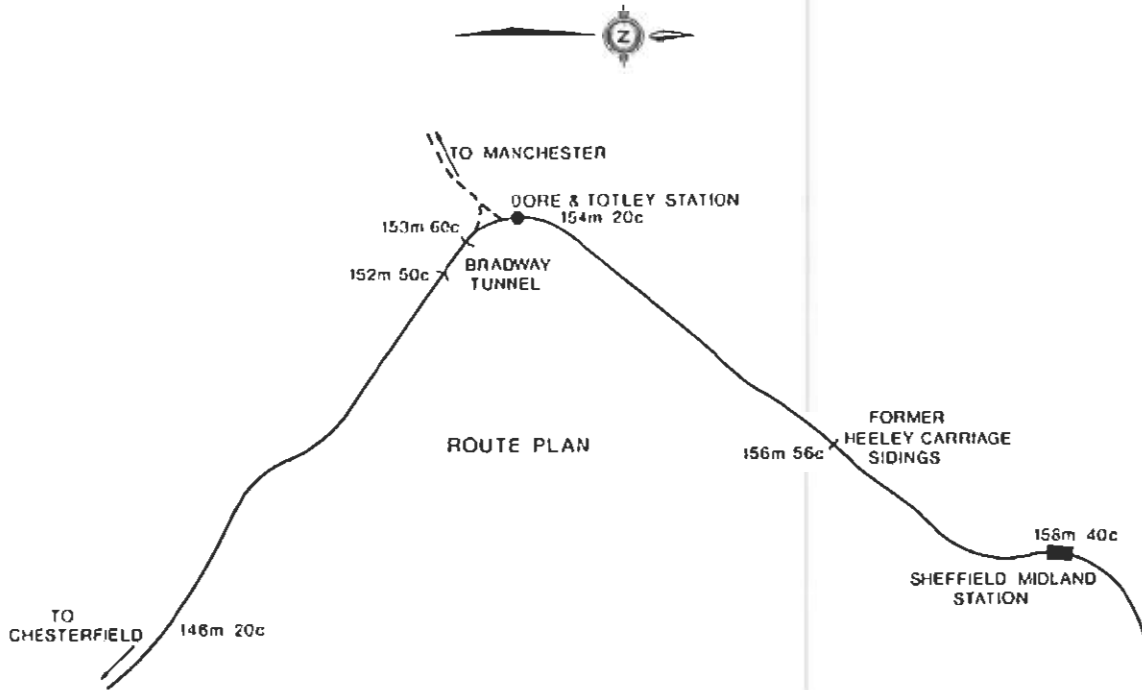 Z
TO MANCHESTER
DORE & TOTLEY STATION
154m 20c
153m 60c
BRADWAY
TUNNEL
152m 50c
ROUTE PLAN
FORMER
HEELEY CARRIAGE
SIDINGS
156m 56c
158m 40c
SHEFFIELD MIDLAND
STATION
TO
CHESTERFIELD
146m 20c